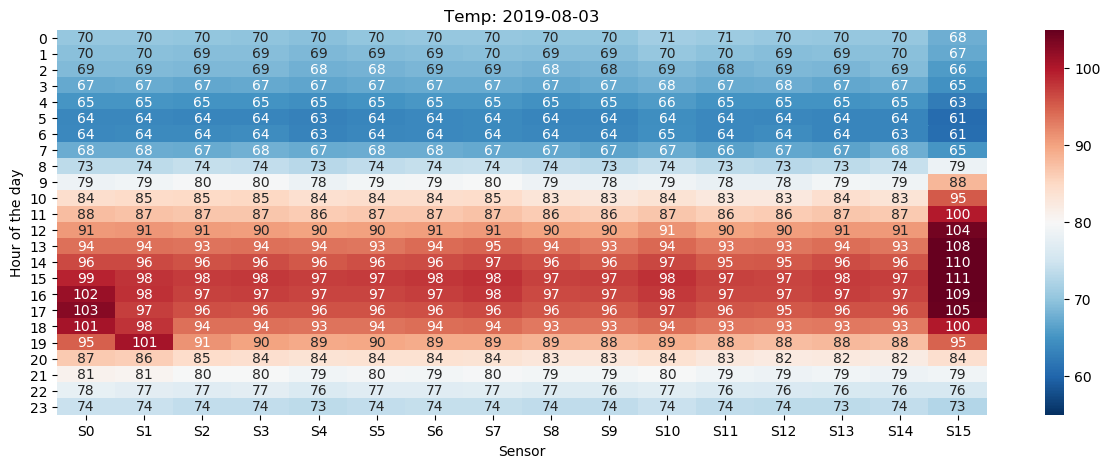 Temp: 2019-08-03
Hour of the day
0 70 70 70 70 70 70 70 70 70 70 71 71 70 70 70 68
1 70 70 69 69 69 69 69 70 69 69 70 70 69 69 70 67
2 69 69 69 69 68 68 69 69 68 68 69 68 69 69 69 66
3 67 67 67 67 67 67 67 67 67 67 68 67 68 67 67 65
4 65 65 65 65 65 65 65 65 65 65 66 65 65 65 65 63
5 64 64 64 64 63 64 64 64 64 64 64 64 64 64 64 61
6 64 64 64 64 63 64 64 64 64 64 65 64 64 64 63 61
7 68 68 67 68 67 68 68 67 67 67 67 66 67 67 68 65
8 73 74 74 74 73 74 74 74 74 73 74 73 73 73 74 79
9 79 79 80 80 78 79 79 80 79 78 79 78 78 79 79 88
10 84 85 85 85 84 84 84 85 83 83 84 83 83 84 83 95
11 88 87 87 87 86 87 87 87 86 86 87 86 86 87 87 100
12 91 91 91 90 90 90 91 91 90 90 91 90 90 91 91 104
13 94 94 93 94 94 93 94 95 94 93 94 93 93 94 93 108
14 96 96 96 96 96 96 96 97 96 96 97 95 95 96 96 110
15 99 98 98 98 97 97 98 98 97 97 98 97 97 98 97 111
16 102 98 97 97 97 97 97 98 97 97 98 97 97 97 97 109
17 103 97 96 96 96 96 96 96 96 96 97 96 95 96 96 105
18 101 98 94 94 93 94 94 94 93 93 94 93 93 93 93 100
19 95 101 91 90 89 90 89 89 89 88 89 88 88 88 88 95
20 87 86 85 84 84 84 84 84 83 83 84 83 82 82 82 84
21 81 81 80 80 79 80 79 80 79 79 80 79 79 79 79 79
22 78 77 77 77 76 77 77 77 77 76 77 76 76 76 76 76
23 74 74 74 74 73 74 74 74 74 74 74 74 74 73 74 73
S0 S1 S2 S3 S4 S5 S6 S7 S8 S9 S10 S11 S12 S13 S14 S15
Sensor
100
90
80
70
60